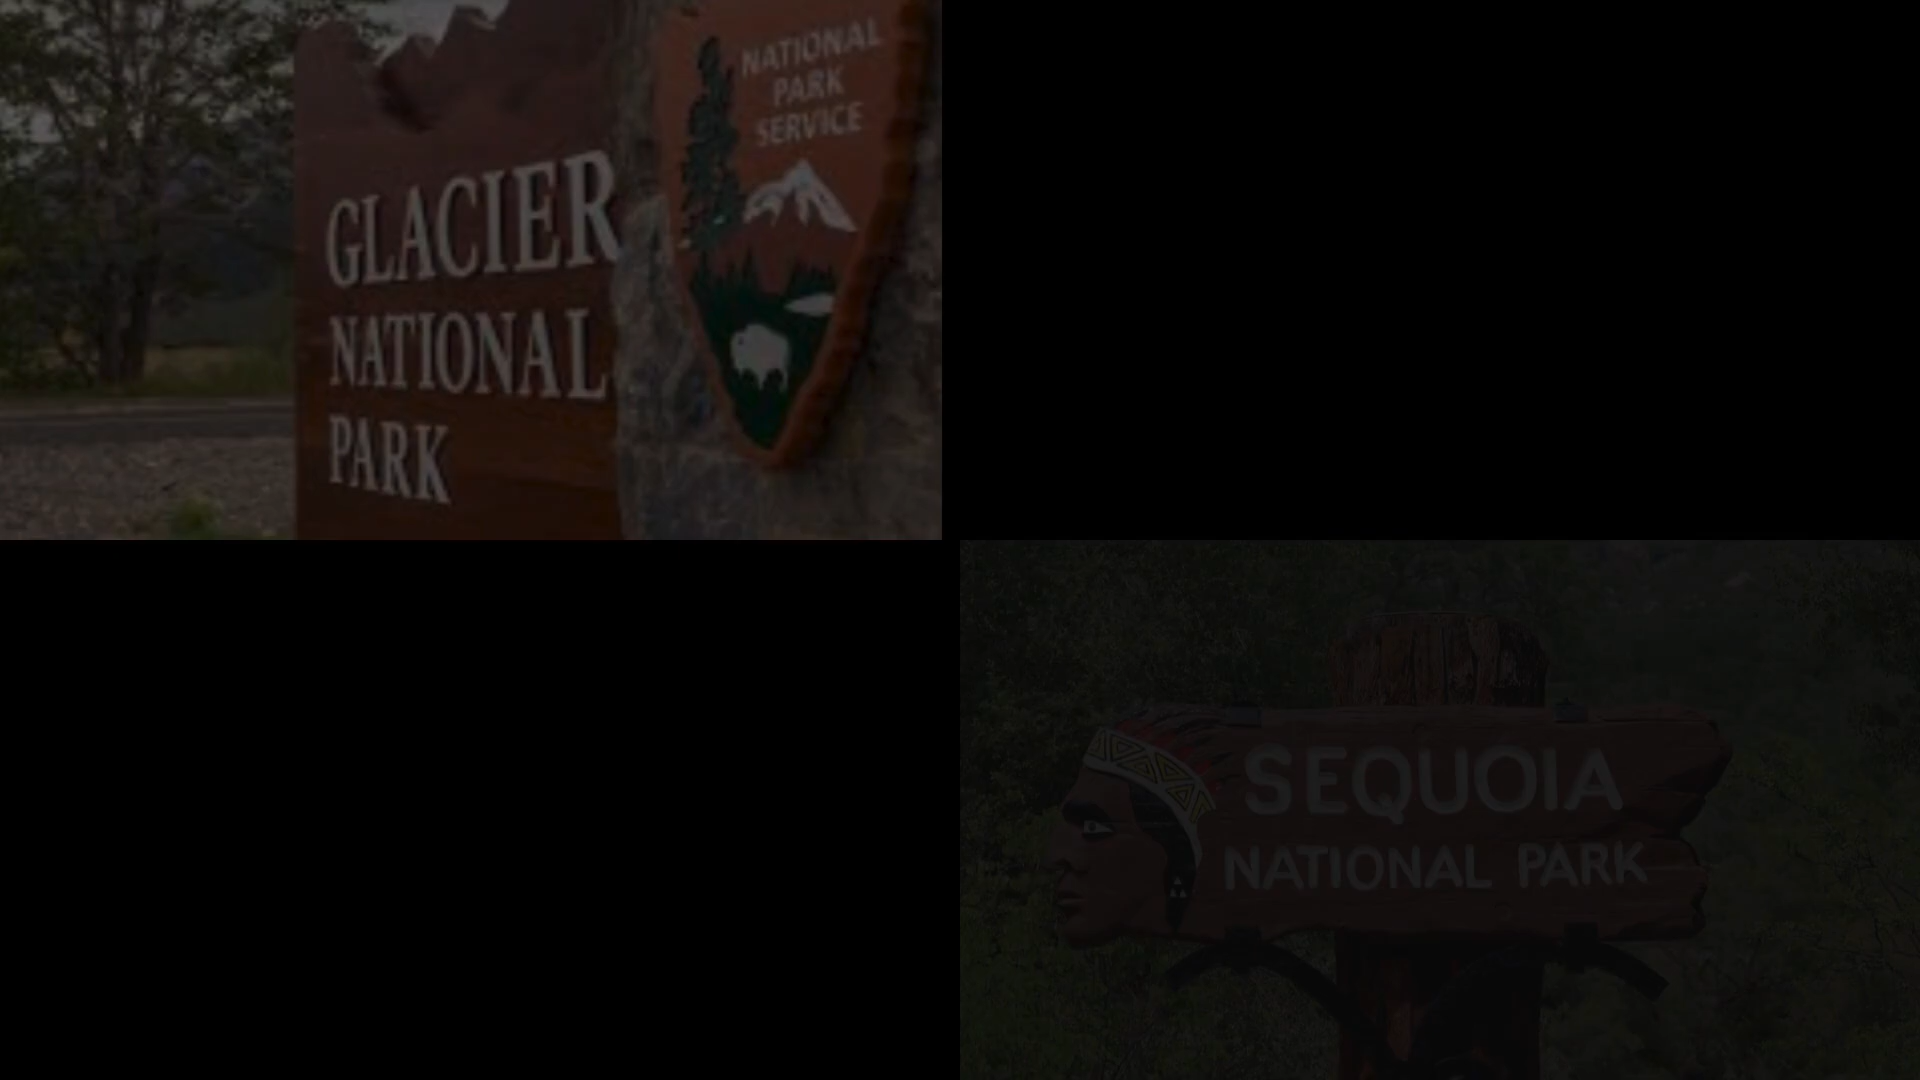 GLACIER
NATIONAL
PARK
NATIONAL
PARK
SERVICE
SEQUOIA
NATIONAL PARK